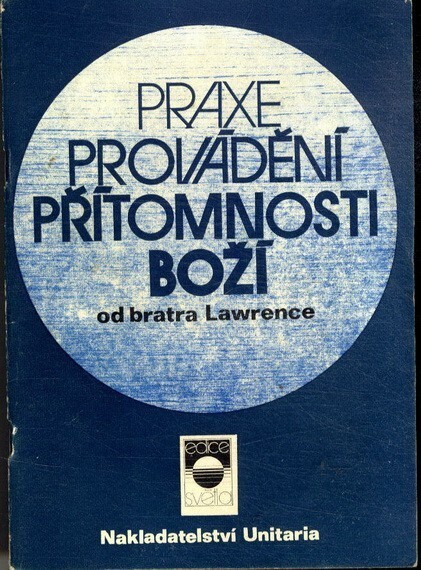 PRAXE
PROVÁDĚNÍ
PŘÍTOMNOSTI
BOŽÍ
od bratra Lawrence
edice
světla
Nakladatelství Unitaria